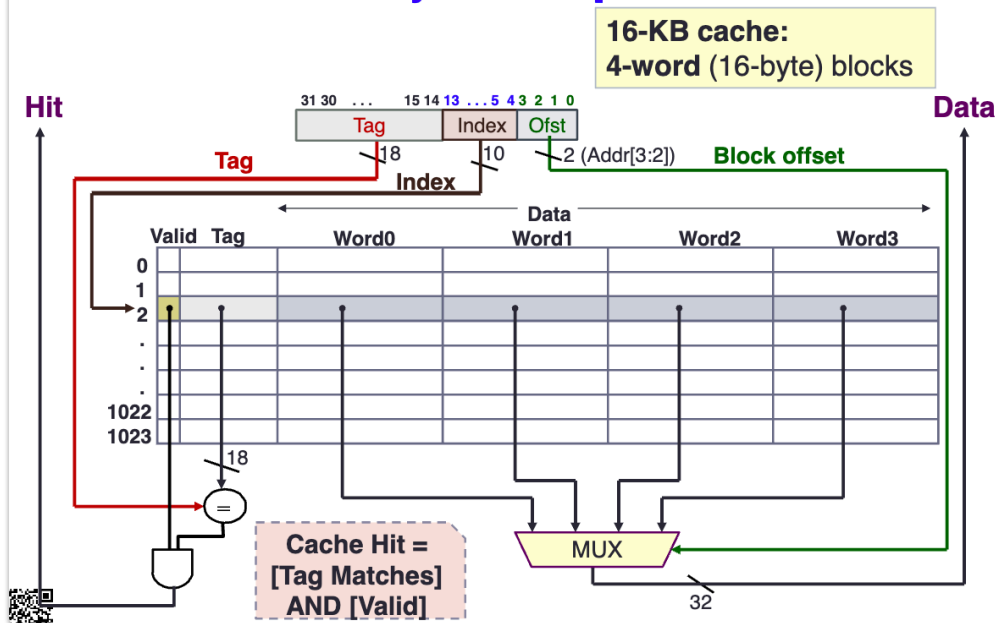 16-KB cache:
4-word (16-byte) blocks
Hit
Data
31 30 ... 15 14 13 ... 5 4 3 2 1 0
Tag Index Ofst
18 10 2 (Addr[3:2])
Tag
Block offset
Index
Data
Valid Tag Word0 Word1 Word2 Word3
0
1
2
.
.
.
1022
1023
18
=
Cache Hit =
[Tag Matches]
AND [Valid]
MUX
32